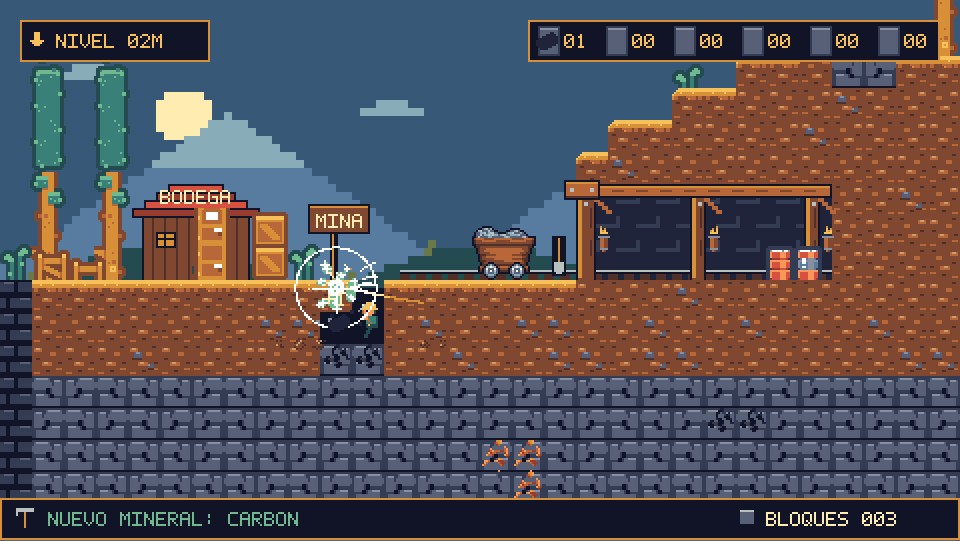 NIVEL 02M
01 00 00 00 00 00
BODEGA
MINA
NUEVO MINERAL: CARBON
BLOQUES 003